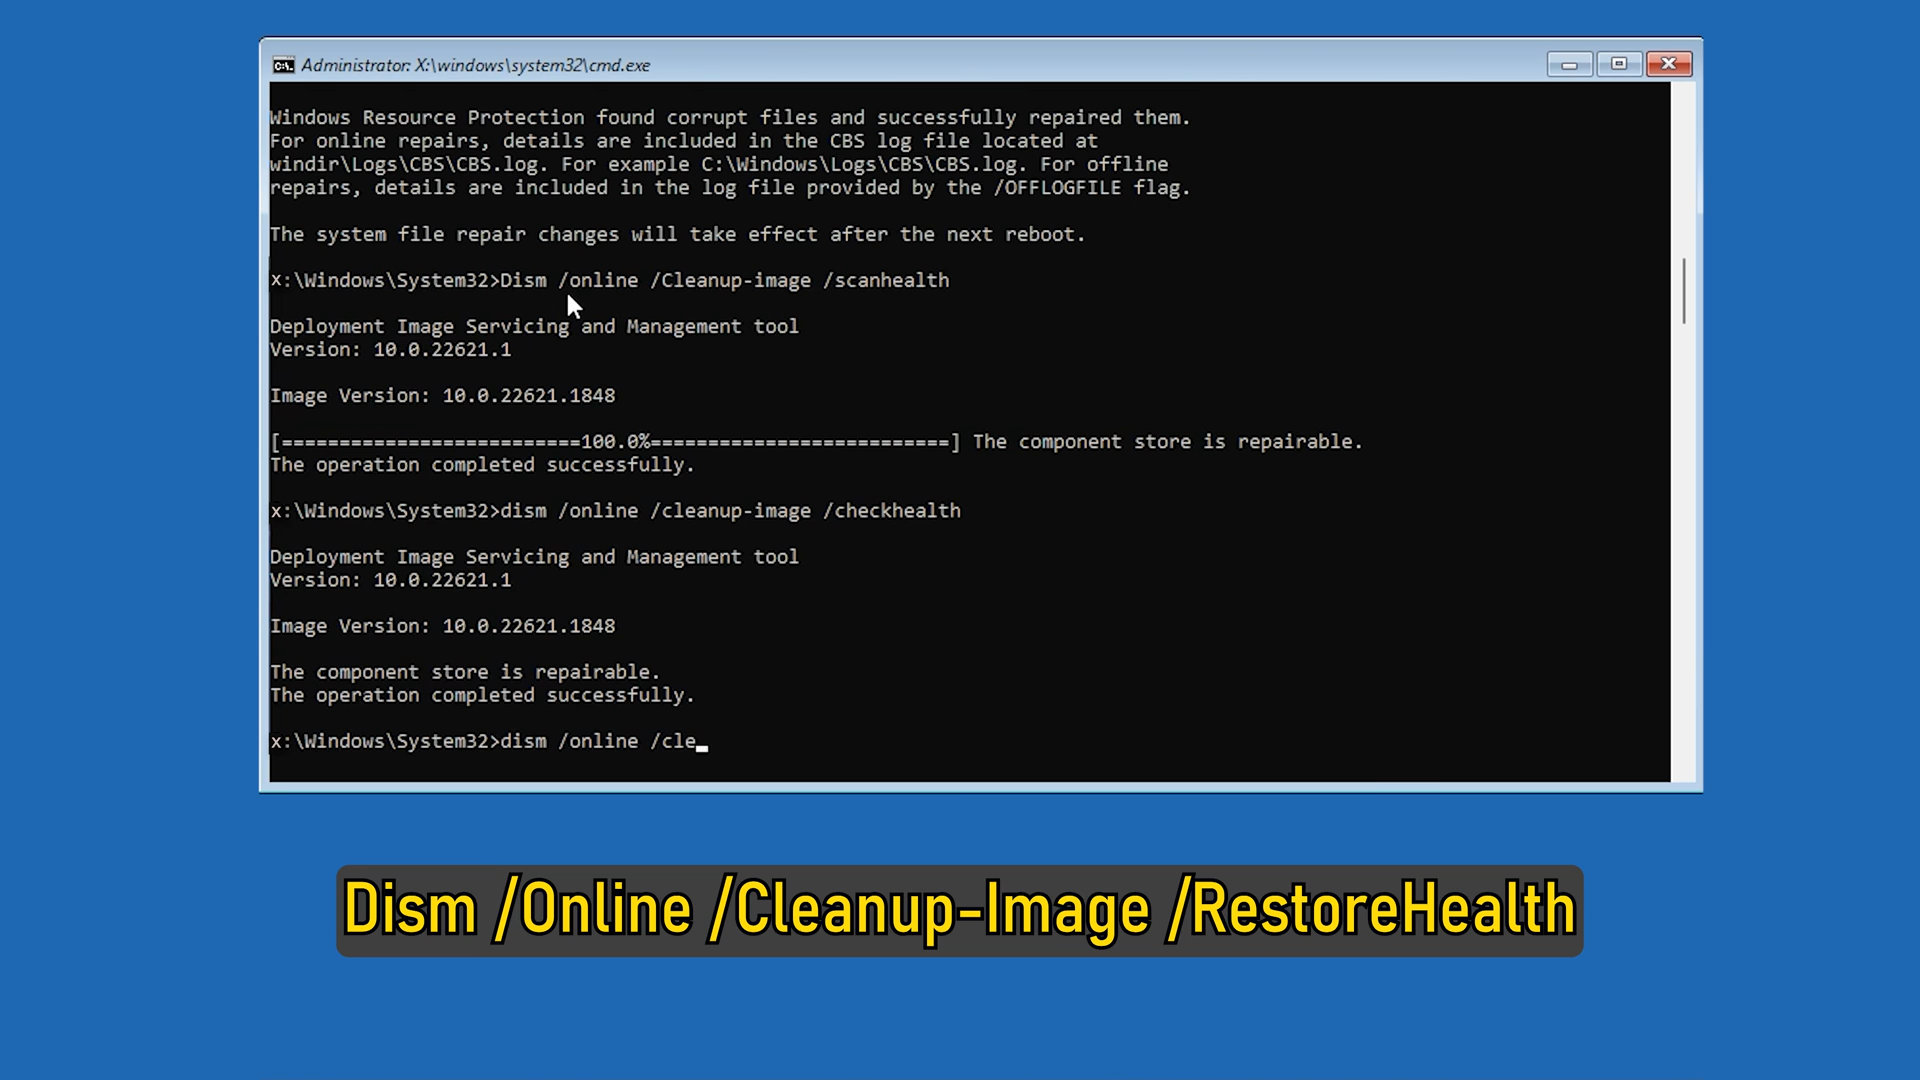 Administrator: X:\windows\system32\cmd.exe
Windows Resource Protection found corrupt files and successfully repaired them.
For online repairs, details are included in the CBS log file located at
windir\Logs\CBS\CBS.log. For example C:\Windows\Logs\CBS\CBS.log. For offline
repairs, details are included in the log file provided by the /OFFLOGFILE flag.
The system file repair changes will take effect after the next reboot.
x:\Windows\System32>Dism /online /Cleanup-image /scanhealth
Deployment Image Servicing and Management tool
Version: 10.0.22621.1
Image Version: 10.0.22621.1848
[==========================100.0%==========================] The component store is repairable.
The operation completed successfully.
x:\Windows\System32>dism /online /cleanup-image /checkhealth
Deployment Image Servicing and Management tool
Version: 10.0.22621.1
Image Version: 10.0.22621.1848
The component store is repairable.
The operation completed successfully.
x:\Windows\System32>dism /online /cle_
Dism /Online /Cleanup-Image /RestoreHealth